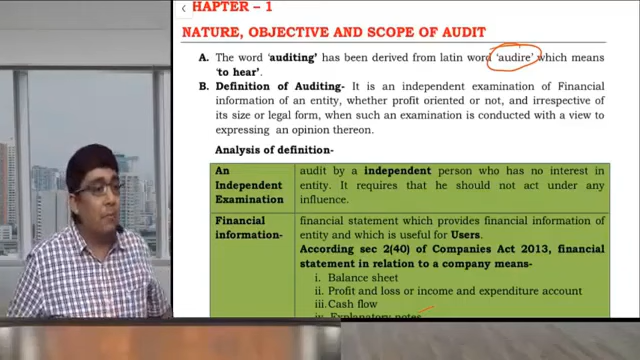 HAPTER – 1
NATURE, OBJECTIVE AND SCOPE OF AUDIT
A. The word 'auditing' has been derived from latin word 'audire' which means
'to hear'.
B. Definition of Auditing- It is an independent examination of Financial
information of an entity, whether profit oriented or not, and irrespective of
its size or legal form, when such an examination is conducted with a view to
expressing an opinion thereon.
Analysis of definition-
An
Independent
Examination
audit by a independent person who has no interest in
entity. It requires that he should not act under any
influence.
Financial
information-
financial statement which provides financial information of
entity and which is useful for Users.
According sec 2(40) of Companies Act 2013, financial
statement in relation to a company means-
i. Balance sheet
ii. Profit and loss or income and expenditure account
iii. Cash flow
iv. Explanatory notes